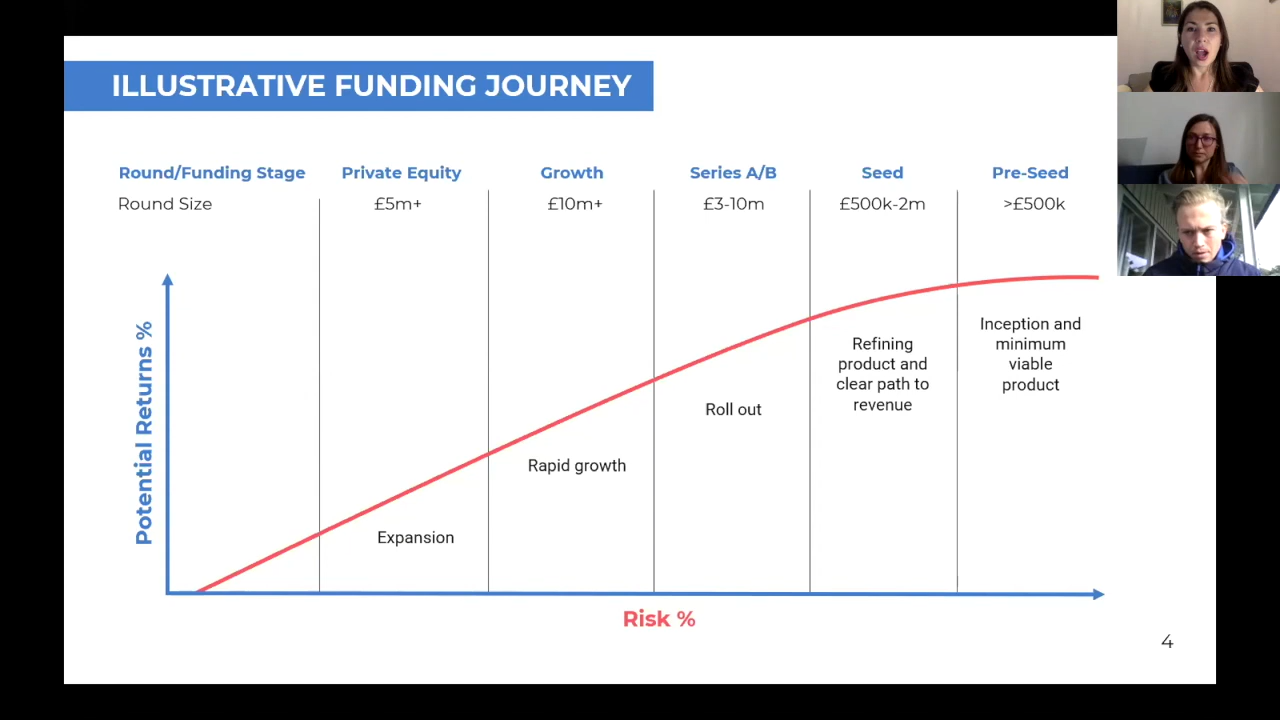 ILLUSTRATIVE FUNDING JOURNEY
Round/Funding Stage Private Equity Growth Series A/B Seed Pre-Seed
Round Size £5m+ £10m+ £3-10m £500k-2m >£500k
Potential Returns %
Inception and
minimum
viable
product
Refining
product and
clear path to
revenue
Roll out
Rapid growth
Expansion
Risk %
4